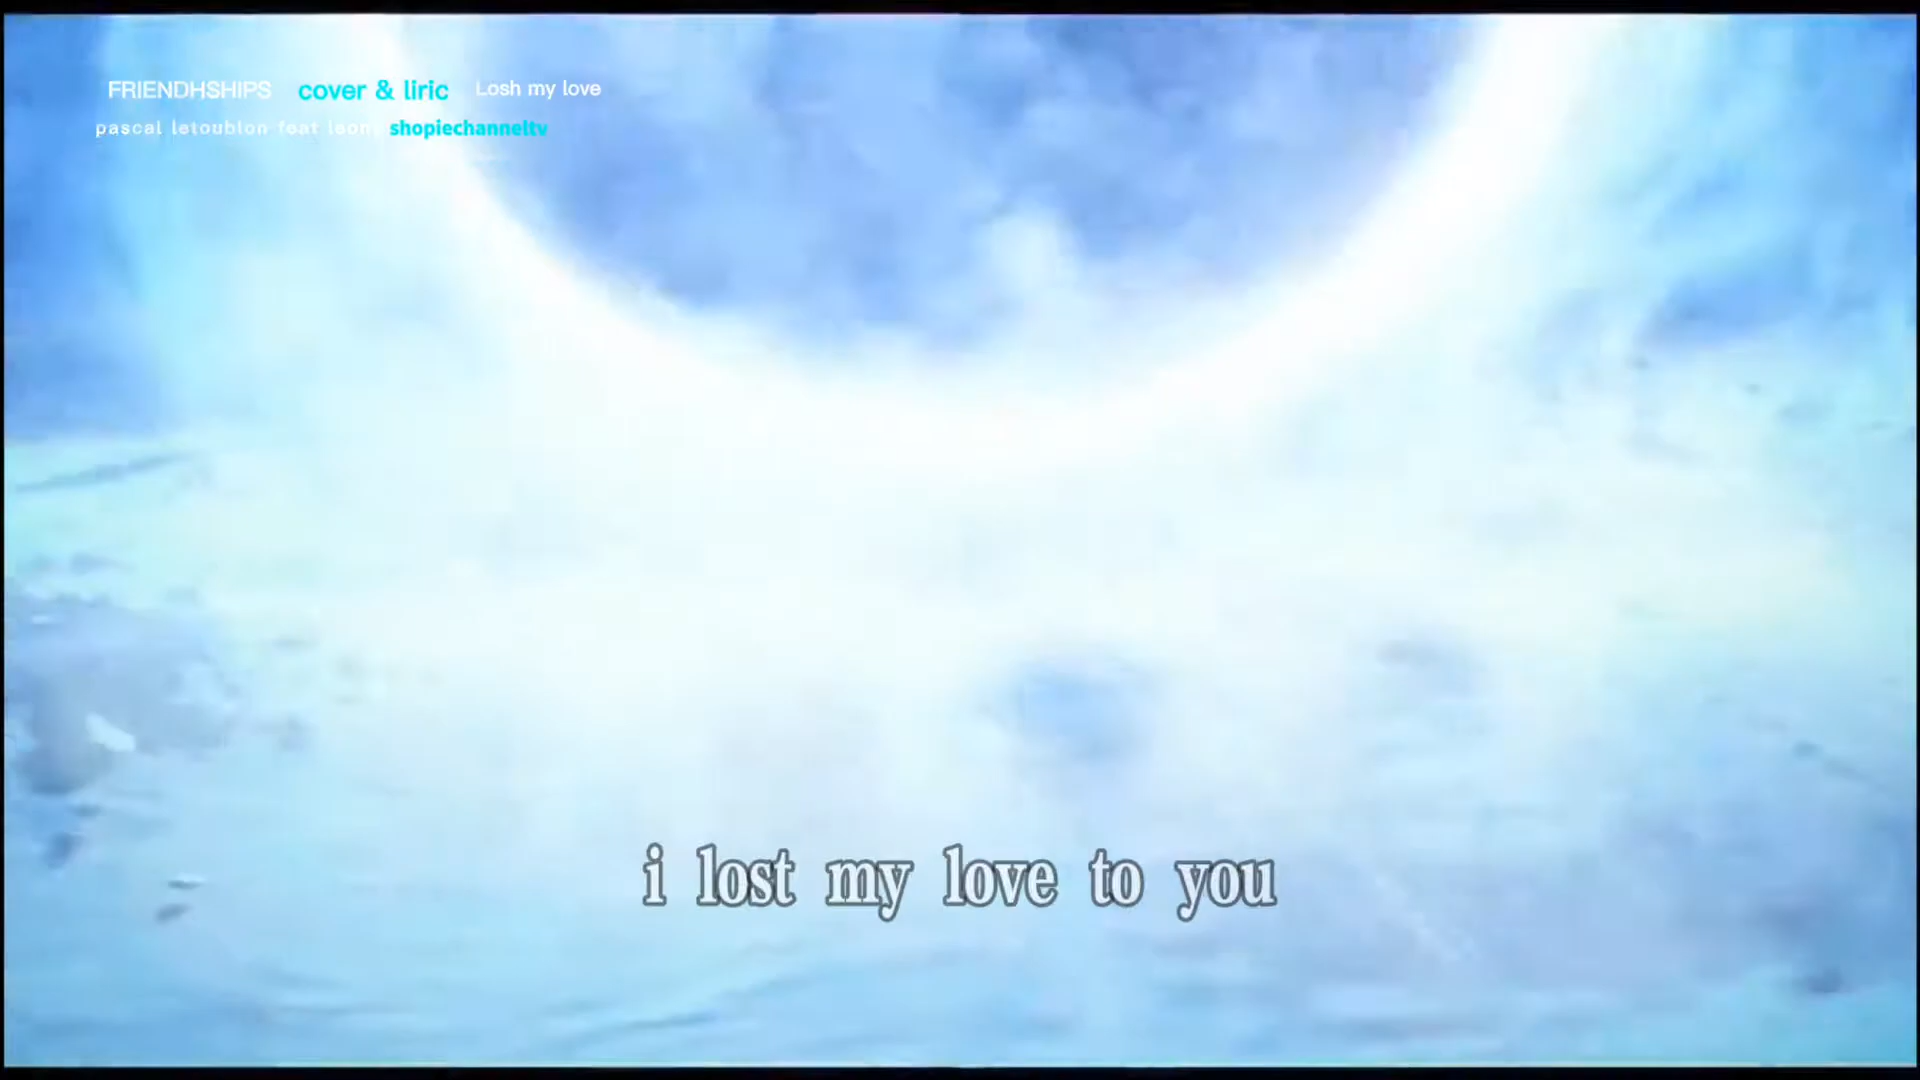 FRIENDHSHIPS cover & liric Losh my love
pascal letoublon feat leony shopiechanneltv
i lost my love to you